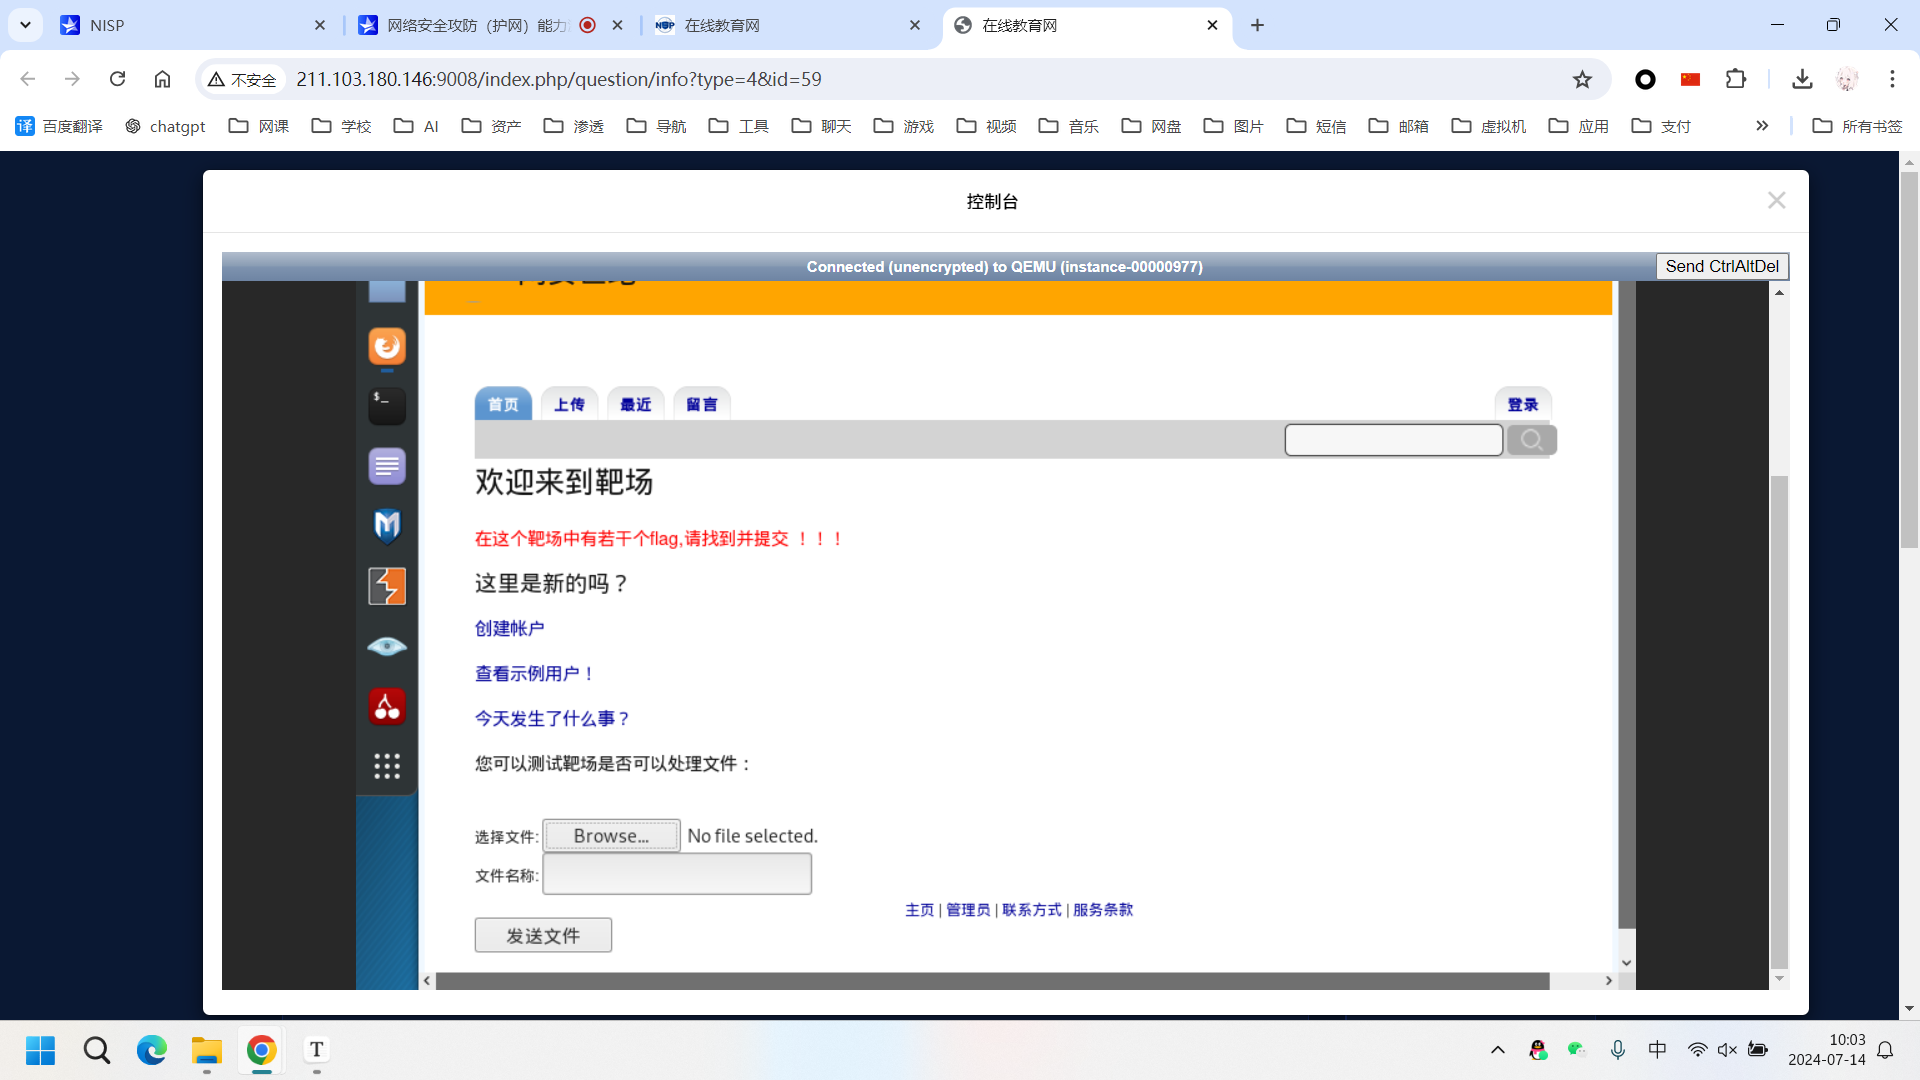 NISP
网络安全攻防（护网）能力
在线教育网
在线教育网
不安全
211.103.180.146:9008/index.php/question/info?type=4&id=59
译 百度翻译
chatgpt
网课
学校
AI
资产
渗透
导航
工具
聊天
游戏
视频
音乐
网盘
图片
短信
邮箱
虚拟机
应用
支付
所有书签
控制台
Connected (unencrypted) to QEMU (instance-00000977)
Send CtrlAltDel
首页
上传
最近
留言
登录
欢迎来到靶场
在这个靶场中有若干个flag,请找到并提交 ！！！
这里是新的吗？
创建帐户
查看示例用户！
今天发生了什么事？
您可以测试靶场是否可以处理文件：
选择文件: Browse... No file selected.
文件名称:
主页 | 管理员 | 联系方式 | 服务条款
发送文件
中
10:03
2024-07-14